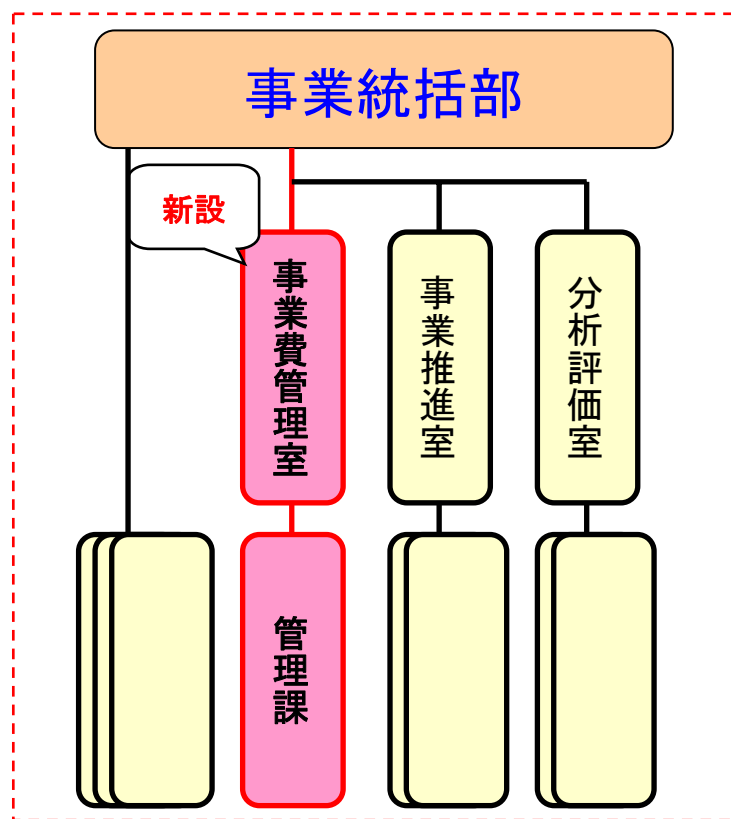 事業統括部
新設
事業費管理室
事業推進室
分析評価室
管理課